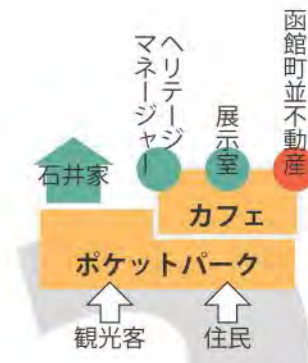 函館町並不動産
展示室
ヘリテージ
マネージャー
石井家
カフェ
ポケットパーク
観光客
住民